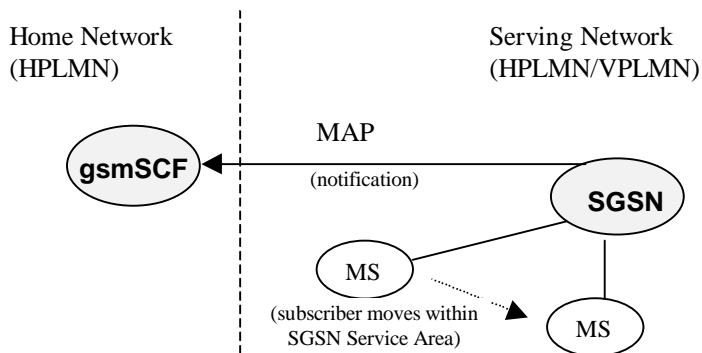 Home Network
(HPLMN)
Serving Network
(HPLMN/VPLMN)
MAP
gsmSCF
(notification)
SGSN
MS
(subscriber moves within
SGSN Service Area)
MS